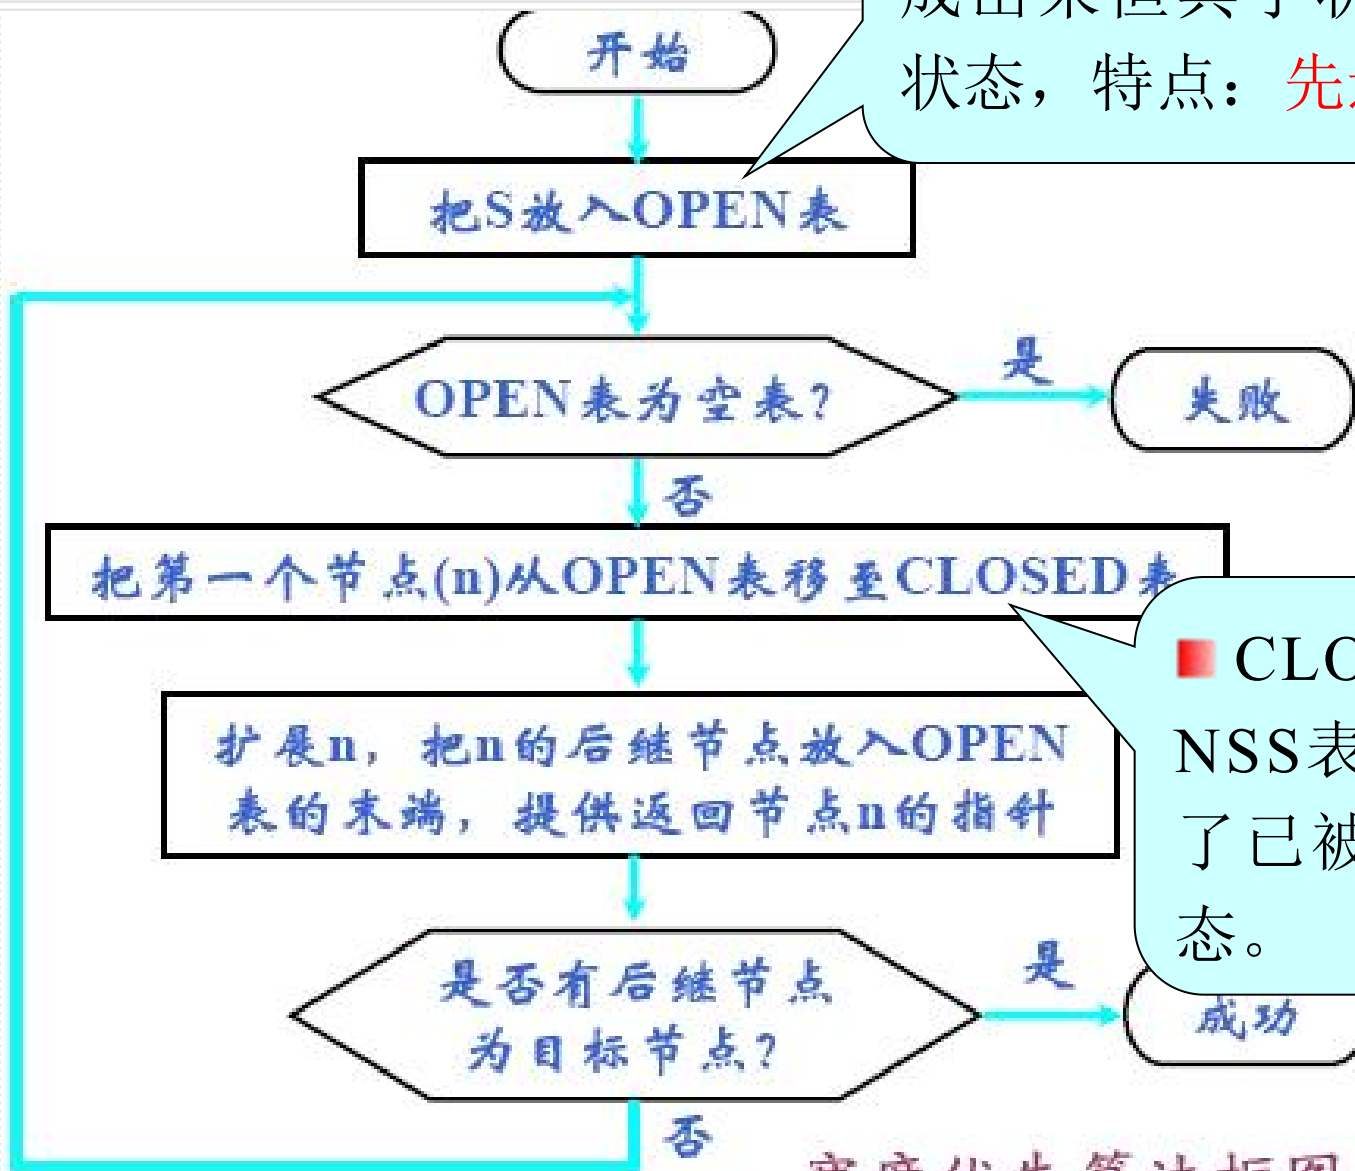 开始
状态，特点：先
把S放入OPEN表
OPEN表为空表?
是
失败
否
把第一个节点(n)从OPEN表移至CLOSED表
CLO
NSS表
了已被
态。
扩展n，把n的后继节点放入OPEN
表的末端，提供返回节点n的指针
是否有后继节点
为目标节点?
是
成功
否